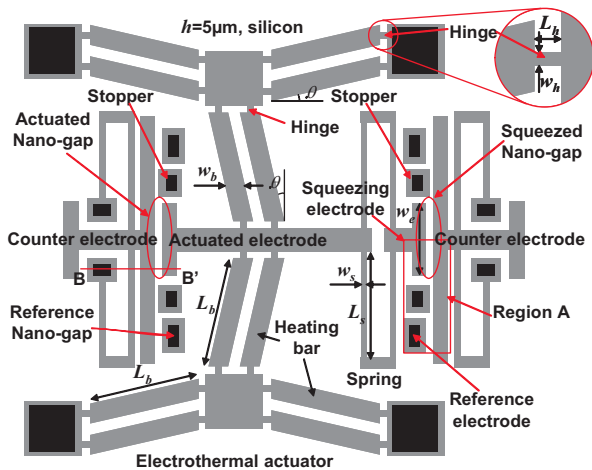 h=5μm, silicon
Hinge
L_h
w_h
θ
Stopper
Stopper
Actuated
Nano-gap
Hinge
Squeezed
Nano-gap
w_b
θ
Squeezing
electrode
w_e
Counter electrode
Actuated electrode
Counter electrode
B
B'
w_s
L_b
L_s
Reference
Nano-gap
Region A
Heating
bar
L_b
Spring
Reference
electrode
Electrothermal actuator